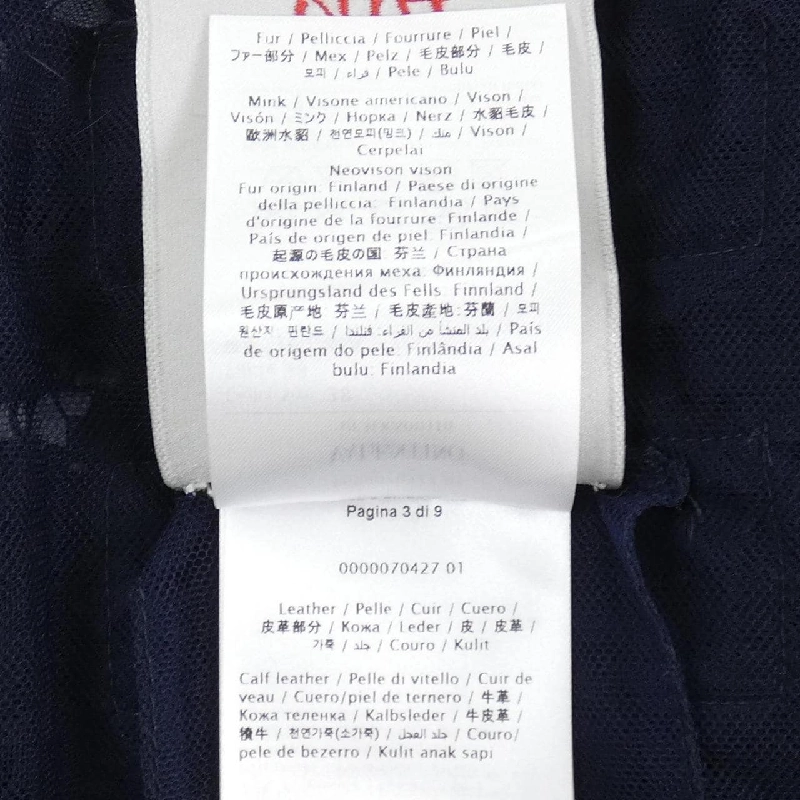 Fur / Pelliccia / Fourrure / Piel /
ファー部分 / Мех / Pelz / 毛皮部分 / 毛皮 /
모피 / فراء / Pele / Bulu
Mink / Visone americano / Vison /
Visón / ミンク / Норка / Nerz / 水貂毛皮 /
歐洲水貂 / 천연모피(밍크) / منك / Vison /
Cerpelai
Neovison vison
Fur origin: Finland / Paese di origine
della pelliccia: Finlandia / Pays
d'origine de la fourrure: Finlande /
País de origen de piel: Finlandia /
起源の毛皮の国: 芬兰 / Страна
происхождения меха: Финляндия /
Ursprungsland des Fells: Finnland /
毛皮原产地: 芬兰 / 毛皮產地:芬蘭 / 모피
원산지: 핀란드 / بلد المنشأ من الفراء: فنلندا / País
de origem do pele: Finlândia / Asal
bulu: Finlandia
Pagina 3 di 9
0000070427 01
Leather / Pelle / Cuir / Cuero /
皮革部分 / Кожа / Leder / 皮 / 皮革 /
가죽 / جلد / Couro / Kulit
Calf leather / Pelle di vitello / Cuir de
veau / Cuero/piel de ternero / 牛革 /
Кожа теленка / Kalbsleder / 牛皮革 /
犢牛 / 천연가죽(소가죽) / جلد العجل / Couro/
pele de bezerro / Kulit anak sapi